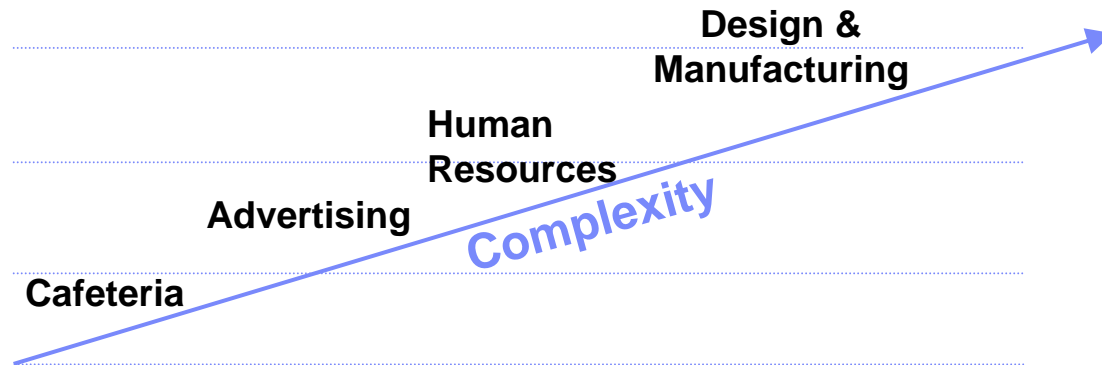 Design &
Manufacturing
Human
Resources
Advertising
Complexity
Cafeteria